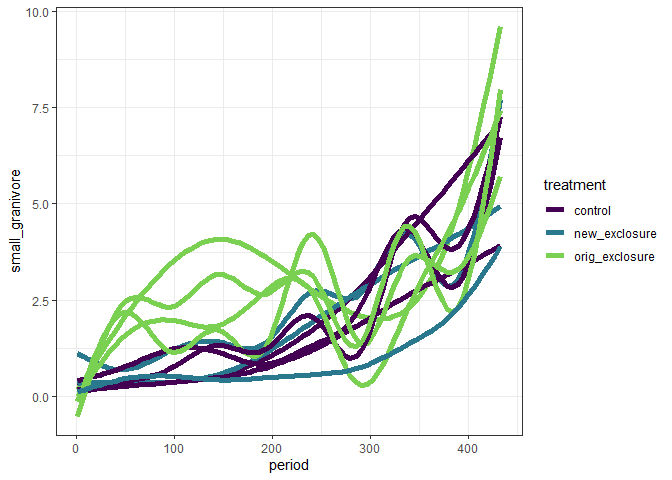 10.0
7.5
5.0
2.5
0.0
small_granivore
0
100
200
300
400
period
treatment
control
new_exclosure
orig_exclosure